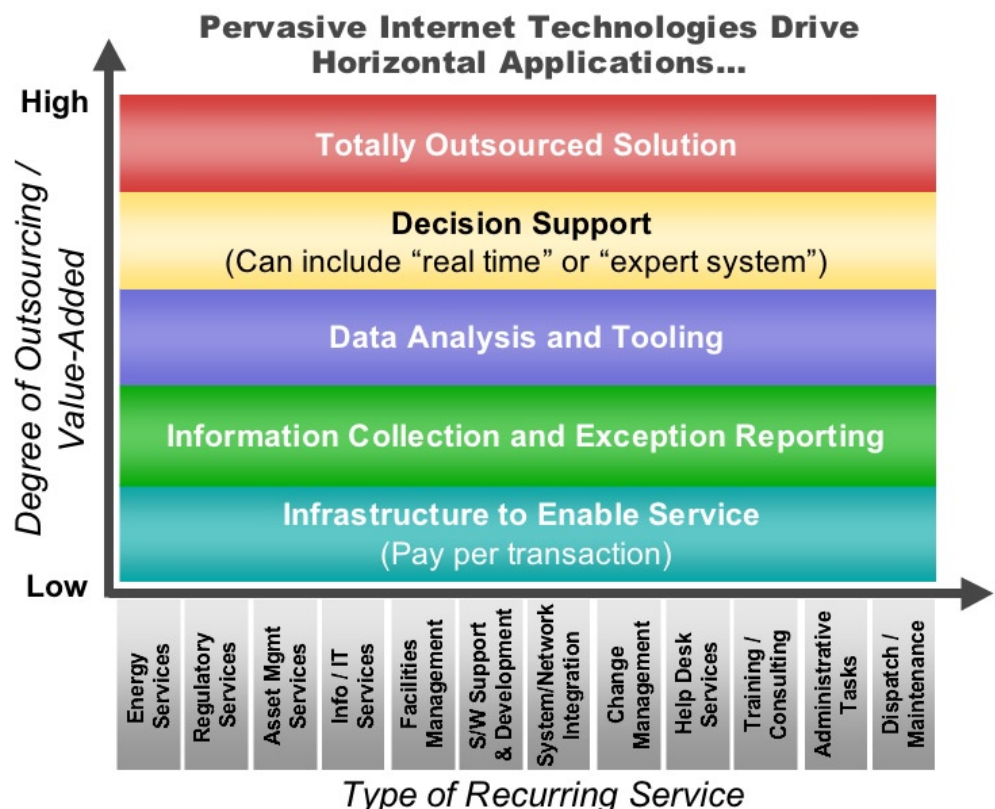 Pervasive Internet Technologies Drive
Horizontal Applications...
High
Degree of Outsourcing /
Value-Added
Low
Totally Outsourced Solution
Decision Support
(Can include “real time” or “expert system”)
Data Analysis and Tooling
Information Collection and Exception Reporting
Infrastructure to Enable Service
(Pay per transaction)
Energy
Services
Regulatory
Services
Asset Mgmt
Services
Info / IT
Services
Facilities
Management
S/W Support
& Development
System/Network
Integration
Change
Management
Help Desk
Services
Training /
Consulting
Administrative
Tasks
Dispatch /
Maintenance
Type of Recurring Service